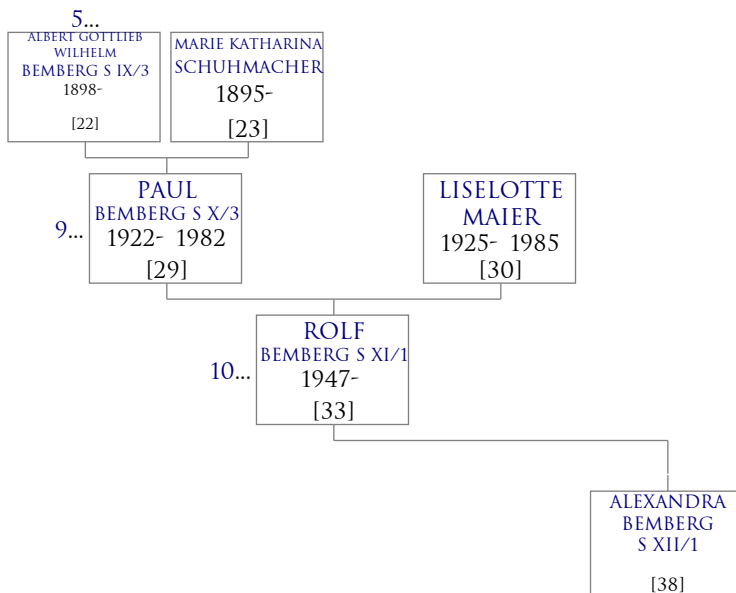 5...
ALBERT GOTTLIEB
WILHELM
BEMBERG S IX/3
1898-
[22]
MARIE KATHARINA
SCHUHMACHER
1895-
[23]
9...
PAUL
BEMBERG S X/3
1922- 1982
[29]
LISELOTTE
MAIER
1925- 1985
[30]
10...
ROLF
BEMBERG S XI/1
1947-
[33]
ALEXANDRA
BEMBERG
S XII/1
[38]